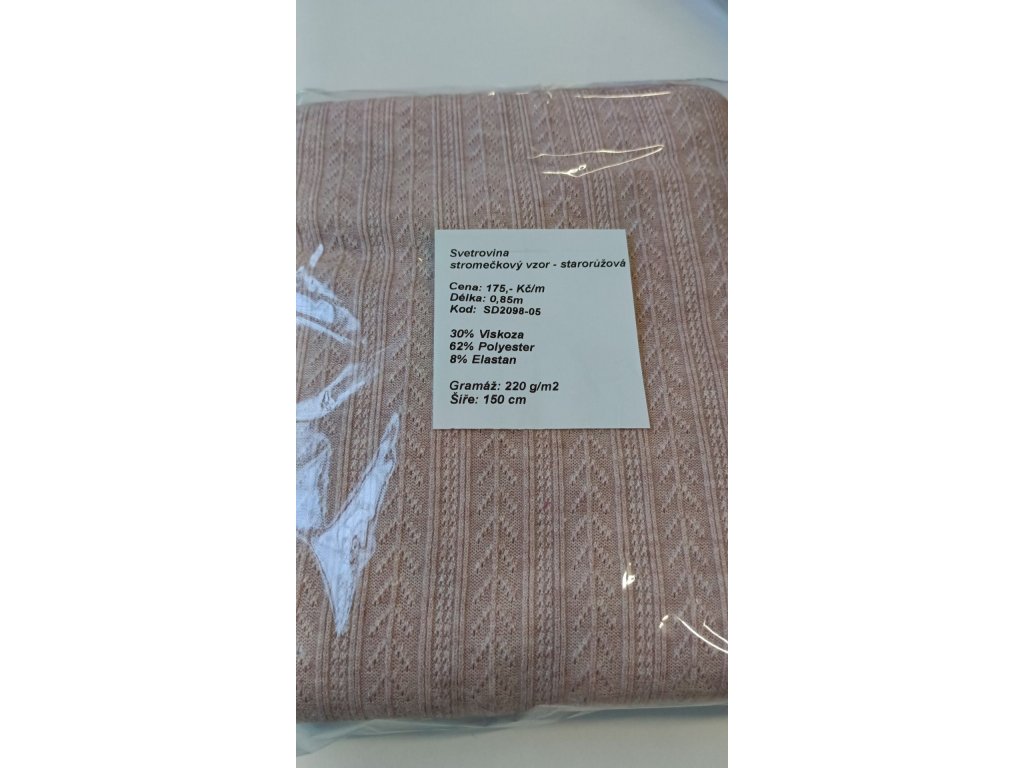 Svetrovina
stromečkový vzor - starorůžová
Cena: 175,- Kč/m
Délka: 0,85m
Kod: SD2098-05
30% Viskoza
62% Polyester
8% Elastan
Gramáž: 220 g/m2
Šíře: 150 cm